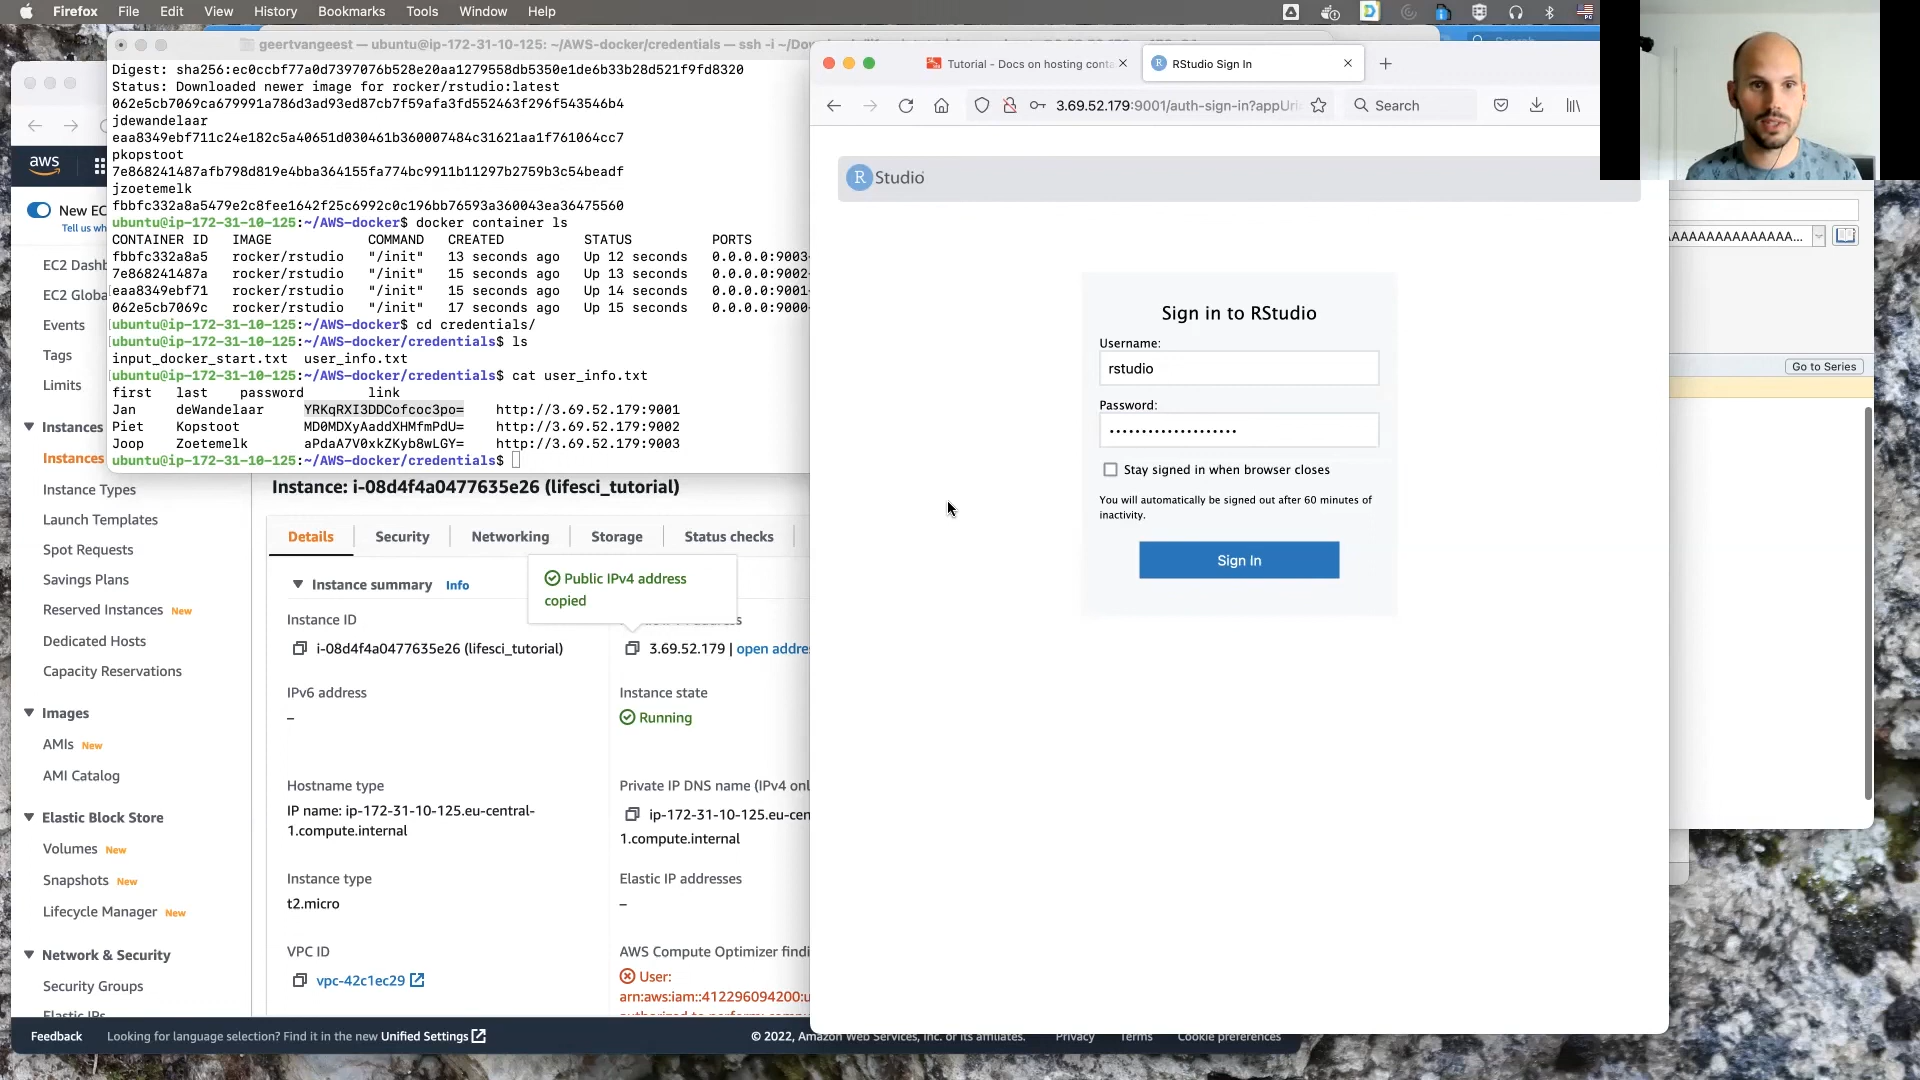 Firefox File Edit View History Bookmarks Tools Window Help
geertvangeest — ubuntu@ip-172-31-10-125: ~/AWS-docker/credentials — ssh -i
Digest: sha256:ec0ccbf77a0d7397076b528e20aa1279558db5350e1de6b33b28d521f9fd8320
Status: Downloaded newer image for rocker/rstudio:latest
062e5cb7069ca679991a786d3ad93ed87cb7f59afa3fd552463f296f543546b4
jdewandelaar
eaa8349ebf711c24e182c5a40651d030461b360007484c31621aa1f761064cc7
pkopstoot
7e868241487afb798d819e4bba364155fa774bc9911b11297b2759b3c54beadf
jzoetemelk
fbbfc332a8a5479e2c8fee1642f25c6992c0c196bb76593a360043ea36475560
ubuntu@ip-172-31-10-125:~/AWS-docker$ docker container ls
CONTAINER ID IMAGE COMMAND CREATED STATUS PORTS
fbbfc332a8a5 rocker/rstudio "/init" 13 seconds ago Up 12 seconds 0.0.0.0:9003-
7e868241487a rocker/rstudio "/init" 15 seconds ago Up 13 seconds 0.0.0.0:9002-
eaa8349ebf71 rocker/rstudio "/init" 15 seconds ago Up 14 seconds 0.0.0.0:9001-
062e5cb7069c rocker/rstudio "/init" 17 seconds ago Up 15 seconds 0.0.0.0:9000-
ubuntu@ip-172-31-10-125:~/AWS-docker$ cd credentials/
ubuntu@ip-172-31-10-125:~/AWS-docker/credentials$ ls
input_docker_start.txt user_info.txt
ubuntu@ip-172-31-10-125:~/AWS-docker/credentials$ cat user_info.txt
first last password link
Jan deWandelaar YRKqRXI3DDCofcoc3po= http://3.69.52.179:9001
Piet Kopstoot MD0MDXyAaddXHMfmPdU= http://3.69.52.179:9002
Joop Zoetemelk aPdaA7V0xkZKyb8wLGY= http://3.69.52.179:9003
ubuntu@ip-172-31-10-125:~/AWS-docker/credentials$
aws
New EC
Tell us wh
EC2 Dashb
EC2 Globa
Events
Tags
Limits
Instances
Instances
Instance Types
Launch Templates
Spot Requests
Savings Plans
Reserved Instances New
Dedicated Hosts
Capacity Reservations
Images
AMIs New
AMI Catalog
Elastic Block Store
Volumes New
Snapshots New
Lifecycle Manager New
Network & Security
Security Groups
Elastic IPs
Instance: i-08d4f4a0477635e26 (lifesci_tutorial)
Details Security Networking Storage Status checks
Instance summary Info
Public IPv4 address
copied
Instance ID
i-08d4f4a0477635e26 (lifesci_tutorial)
3.69.52.179 | open addre
IPv6 address
–
Instance state
Running
Hostname type
IP name: ip-172-31-10-125.eu-central-
1.compute.internal
Private IP DNS name (IPv4 onl
ip-172-31-10-125.eu-cen
1.compute.internal
Instance type
t2.micro
Elastic IP addresses
–
VPC ID
vpc-42c1ec29
AWS Compute Optimizer findi
User:
arn:aws:iam::412296094200:u
Feedback Looking for language selection? Find it in the new Unified Settings
© 2022, Amazon Web Services, Inc. or its affiliates. Privacy Terms Cookie preferences
Tutorial - Docs on hosting conta
RStudio Sign In
3.69.52.179:9001/auth-sign-in?appUri
Search
R Studio
Sign in to RStudio
Username:
rstudio
Password:
Stay signed in when browser closes
You will automatically be signed out after 60 minutes of
inactivity.
Sign In
Search
AAAAAAAAAAAAAA...
Go to Series